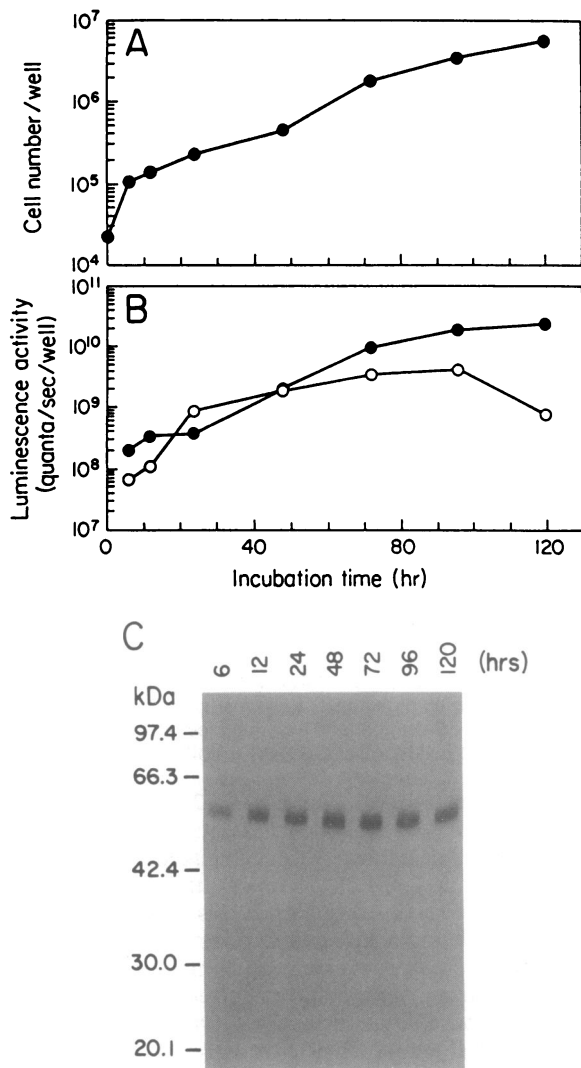 A
10⁷
10⁶
10⁵
10⁴
Cell number/well
B
10¹¹
10¹⁰
10⁹
10⁸
10⁷
Luminescence activity
(quanta/sec/well)
0 40 80 120
Incubation time (hr)
C
6 12 24 48 72 96 120 (hrs)
kDa
97.4
66.3
42.4
30.0
20.1